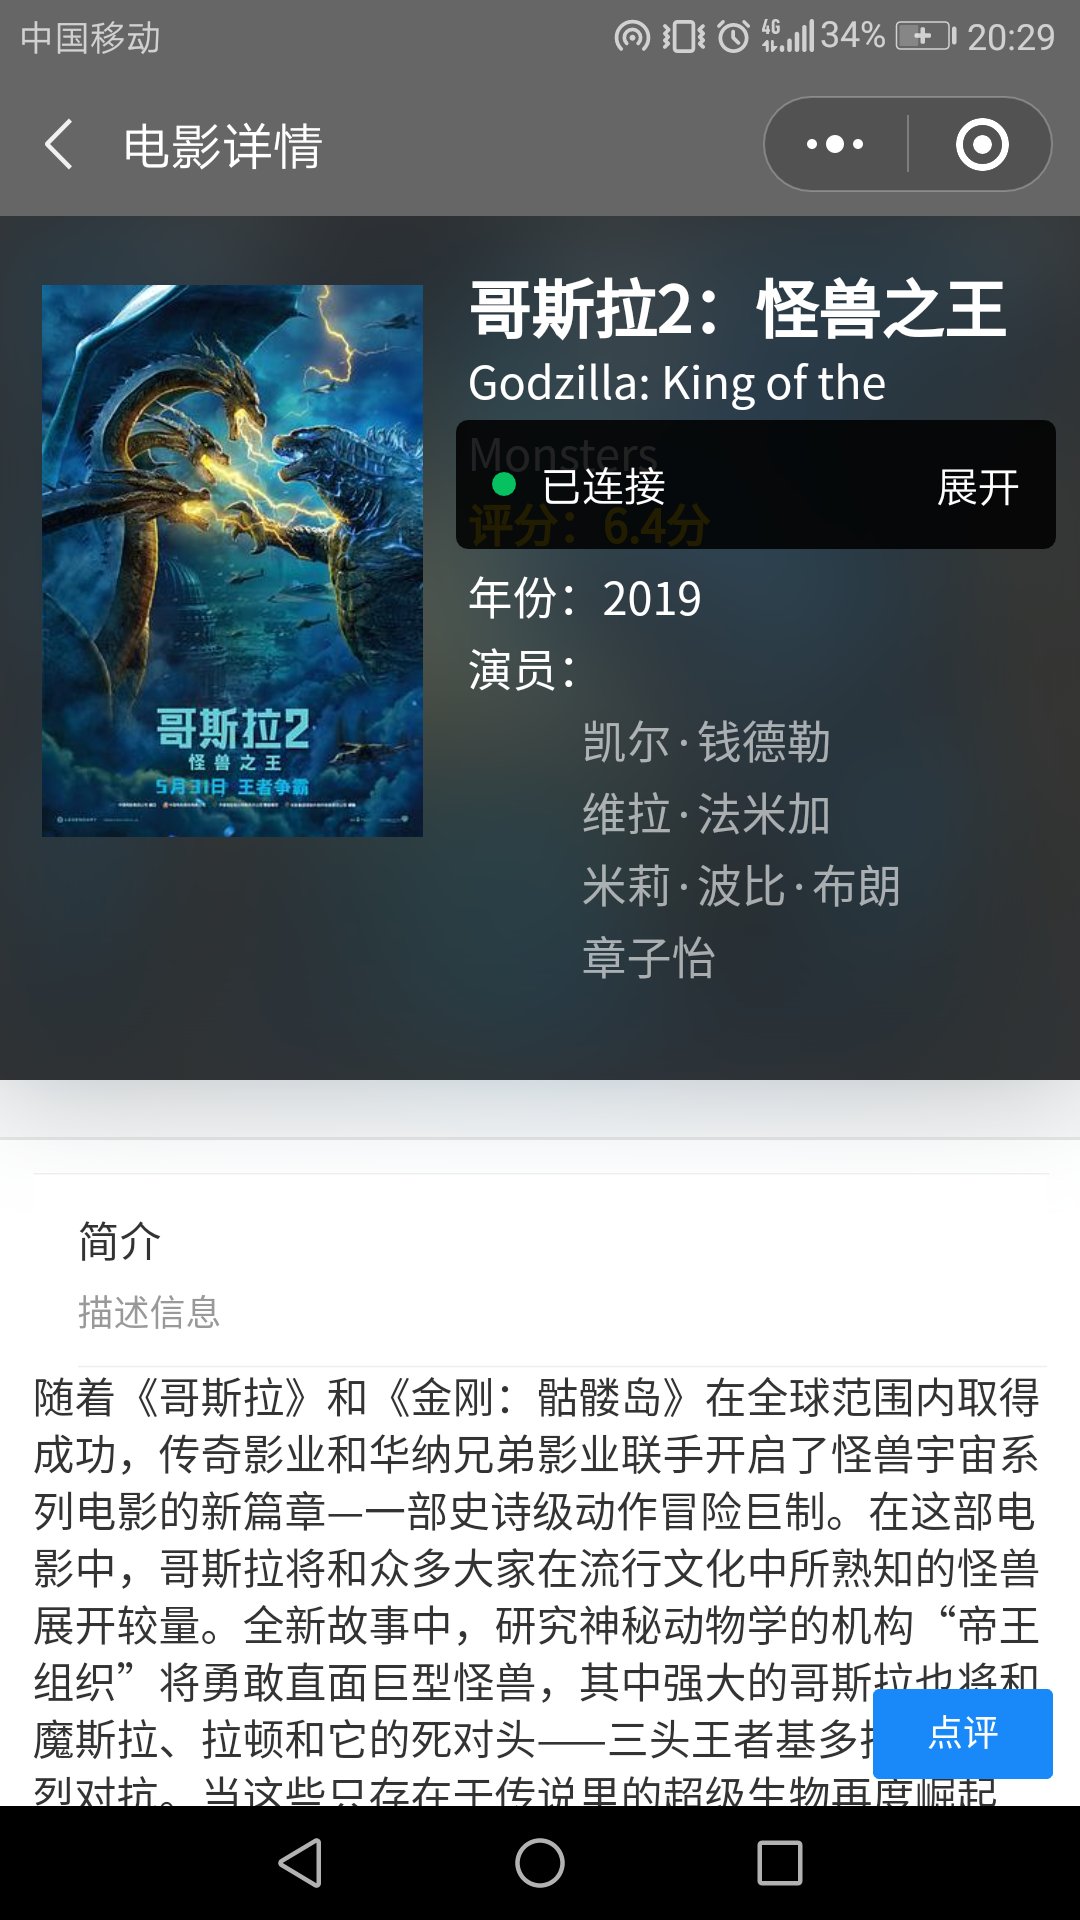 中国移动
4G 34% 20:29
电影详情
哥斯拉2：怪兽之王
Godzilla: King of the
Monsters
已连接 展开
评分：6.4分
年份：2019
演员：
凯尔·钱德勒
维拉·法米加
米莉·波比·布朗
章子怡
哥斯拉2
怪兽之王
5月31日 王者争霸
简介
描述信息
随着《哥斯拉》和《金刚：骷髅岛》在全球范围内取得
成功，传奇影业和华纳兄弟影业联手开启了怪兽宇宙系
列电影的新篇章—一部史诗级动作冒险巨制。在这部电
影中，哥斯拉将和众多大家在流行文化中所熟知的怪兽
展开较量。全新故事中，研究神秘动物学的机构“帝王
组织”将勇敢直面巨型怪兽，其中强大的哥斯拉也将和
魔斯拉、拉顿和它的死对头——三头王者基多
点评
烈对抗。当这些只存在于传说里的超级生物再度崛起